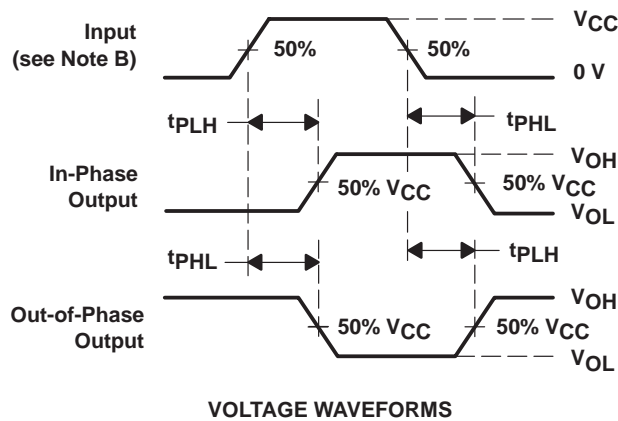 Input
(see Note B)
50%
50%
VCC
0 V
tPLH
tPHL
In-Phase
Output
50% VCC
VOH
50% VCC
VOL
tPHL
tPLH
Out-of-Phase
Output
50% VCC
VOH
50% VCC
VOL
VOLTAGE WAVEFORMS